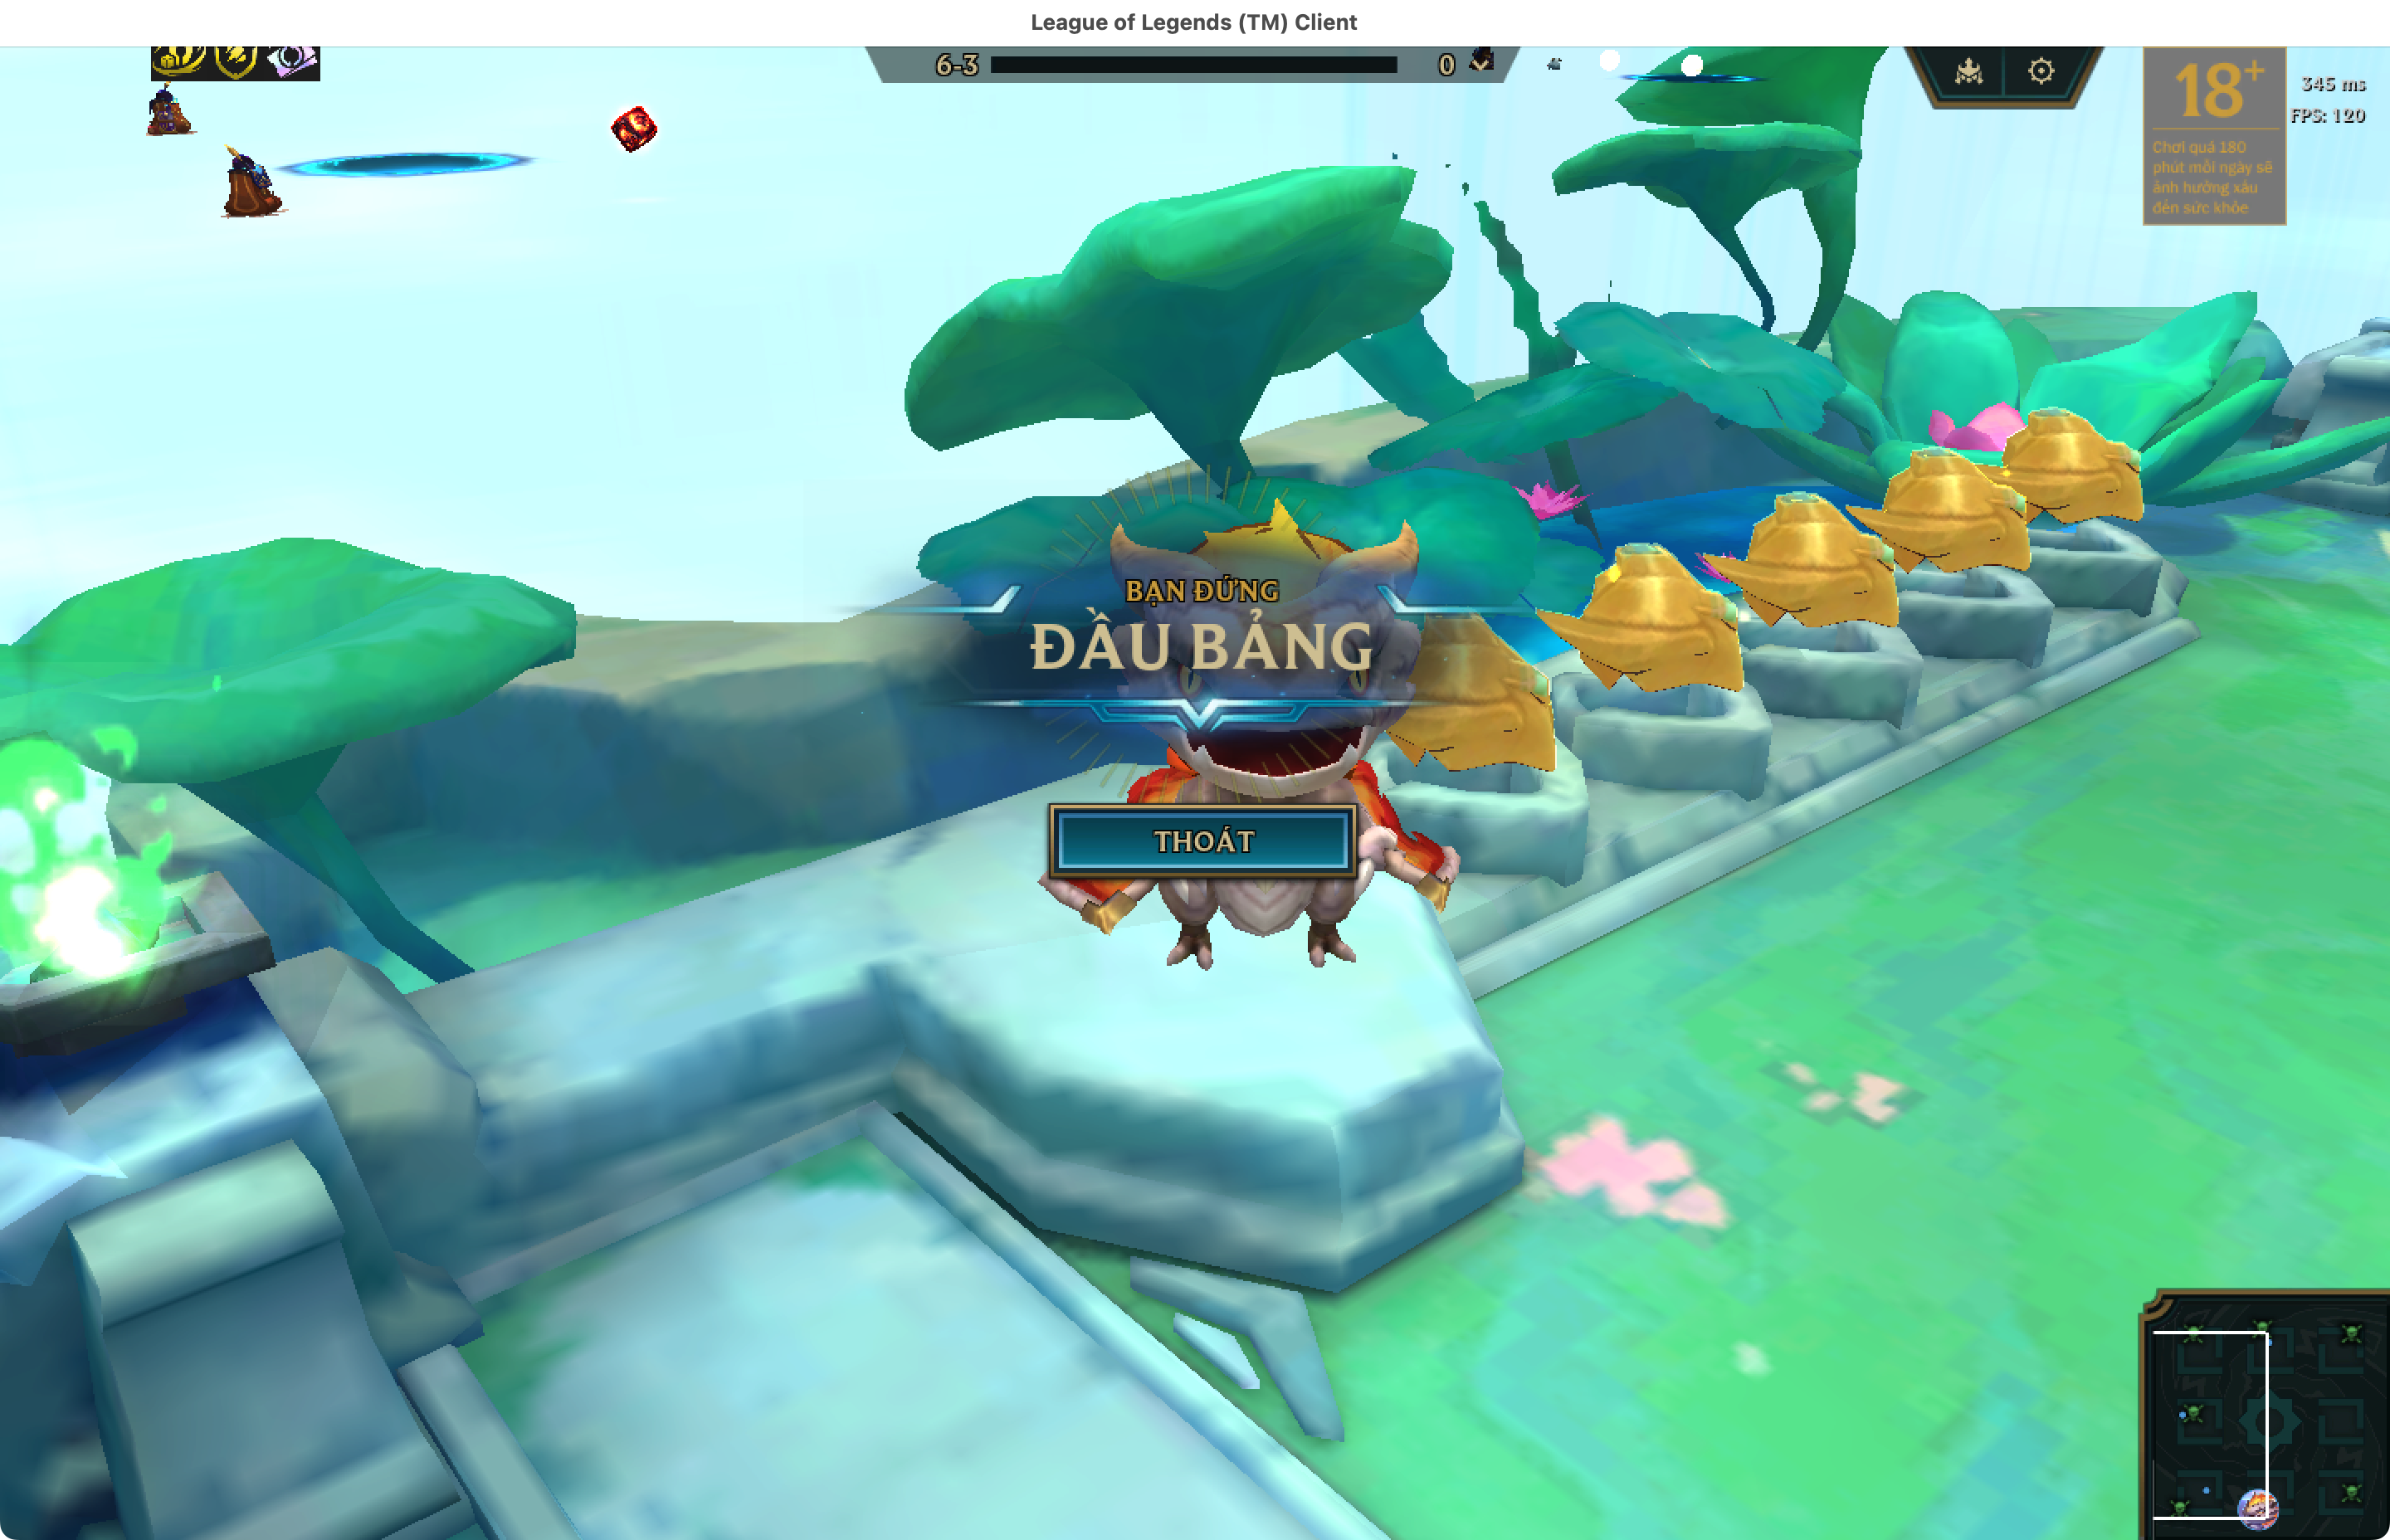 League of Legends (TM) Client
6-3
0
18+
Chơi quá 180
phút mỗi ngày sẽ
ảnh hưởng xấu
đến sức khỏe
345 ms
FPS: 120
BẠN ĐỨNG
ĐẦU BẢNG
THOÁT